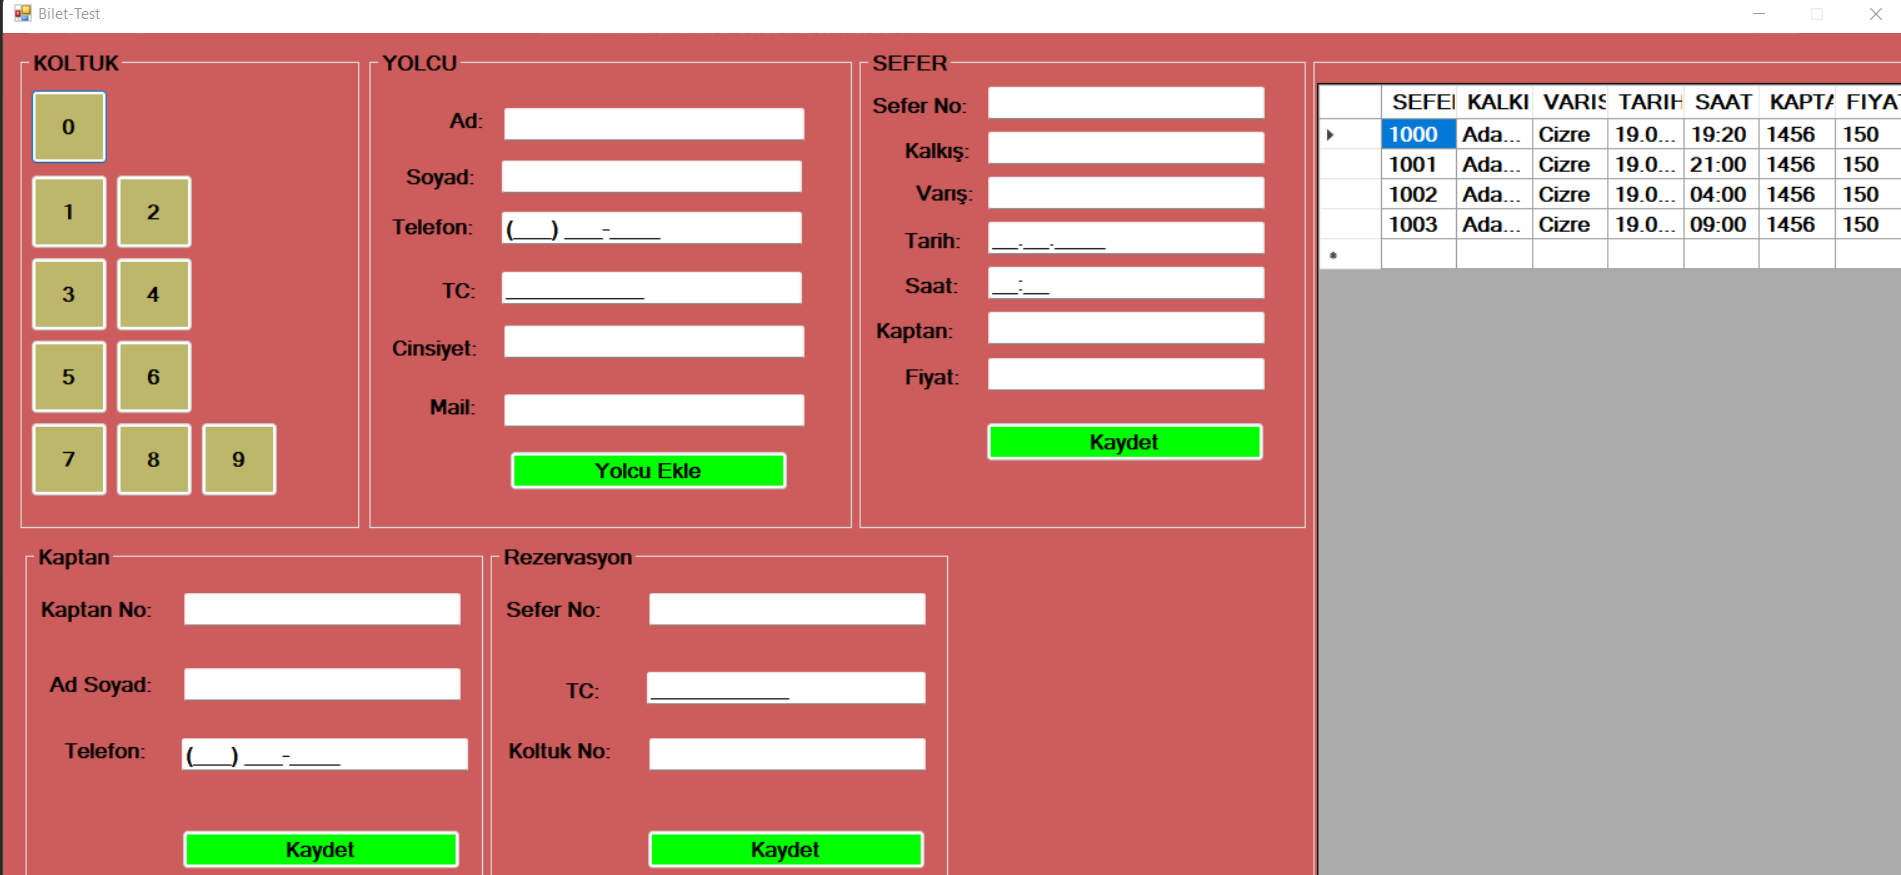 Bilet-Test
KOLTUK
0
1 2
3 4
5 6
7 8 9
YOLCU
Ad:
Soyad:
Telefon: (___) ___-____
TC: ___________
Cinsiyet:
Mail:
Yolcu Ekle
SEFER
Sefer No:
Kalkış:
Varış:
Tarih: __.__.____
Saat: __:__
Kaptan:
Fiyat:
Kaydet
SEFEI KALKI VARIS TARIH SAAT KAPTA FIYAT
1000 Ada... Cizre 19.0... 19:20 1456 150
1001 Ada... Cizre 19.0... 21:00 1456 150
1002 Ada... Cizre 19.0... 04:00 1456 150
1003 Ada... Cizre 19.0... 09:00 1456 150
Kaptan
Kaptan No:
Ad Soyad:
Telefon: (___) ___-____
Kaydet
Rezervasyon
Sefer No:
TC: ___________
Koltuk No:
Kaydet